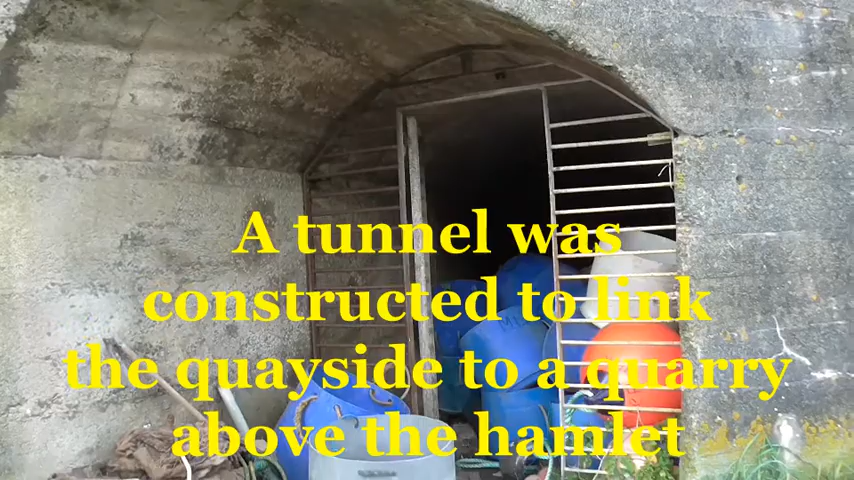 A tunnel was
constructed to link
the quayside to a quarry
above the hamlet